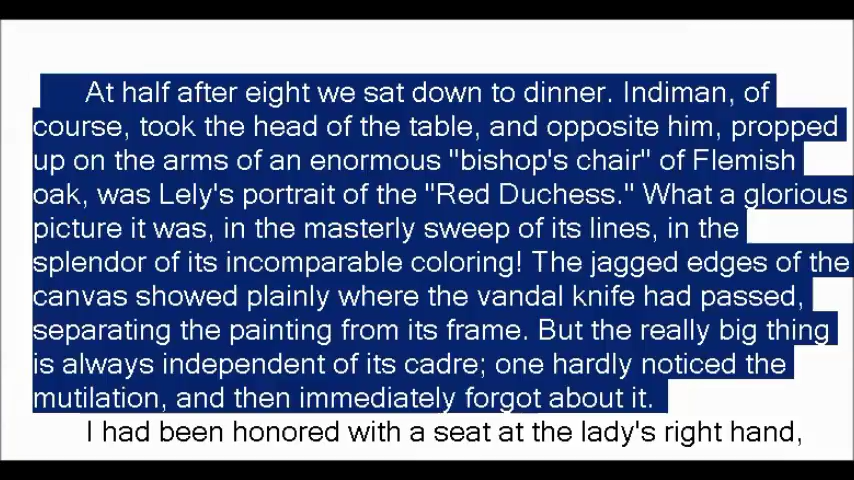 At half after eight we sat down to dinner. Indiman, of
course, took the head of the table, and opposite him, propped
up on the arms of an enormous "bishop's chair" of Flemish
oak, was Lely's portrait of the "Red Duchess." What a glorious
picture it was, in the masterly sweep of its lines, in the
splendor of its incomparable coloring! The jagged edges of the
canvas showed plainly where the vandal knife had passed,
separating the painting from its frame. But the really big thing
is always independent of its cadre; one hardly noticed the
mutilation, and then immediately forgot about it.
I had been honored with a seat at the lady's right hand,